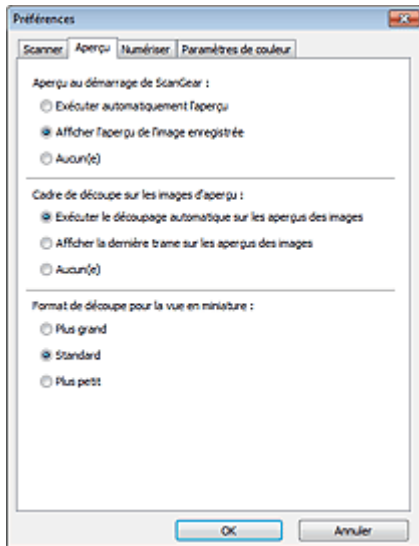 Préférences
Scanner Aperçu Numériser Paramètres de couleur
Aperçu au démarrage de ScanGear :
Exécuter automatiquement l'aperçu
Afficher l'aperçu de l'image enregistrée
Aucun(e)
Cadre de découpe sur les images d'aperçu :
Exécuter le découpage automatique sur les aperçus des images
Afficher la dernière trame sur les aperçus des images
Aucun(e)
Format de découpe pour la vue en miniature :
Plus grand
Standard
Plus petit
OK Annuler